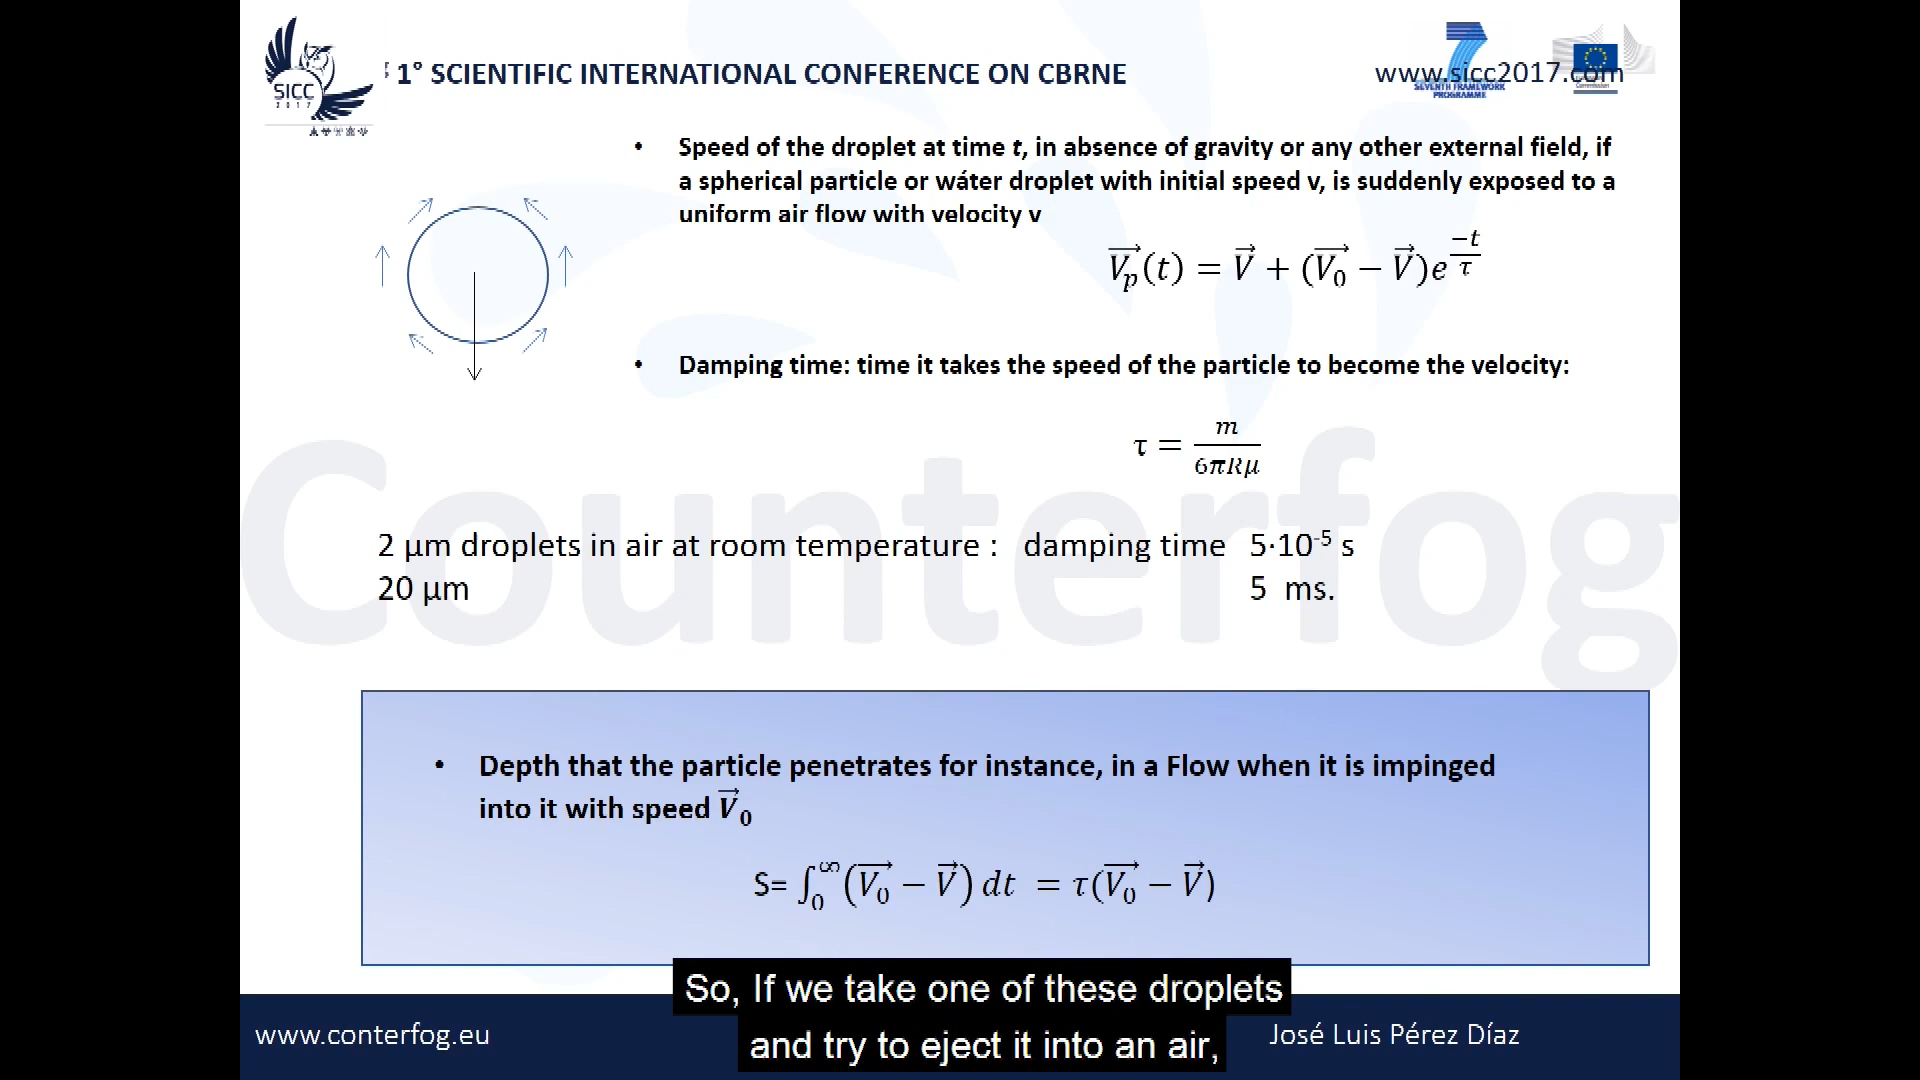 SICC
2017
1° SCIENTIFIC INTERNATIONAL CONFERENCE ON CBRNE
www.sicc2017.com
7
SEVENTH FRAMEWORK
PROGRAMME
European
Commission
• Speed of the droplet at time t, in absence of gravity or any other external field, if
a spherical particle or wáter droplet with initial speed v, is suddenly exposed to a
uniform air flow with velocity v
V⃗p(t) = V⃗ + (V⃗0 − V⃗)e^(−t/τ)
• Damping time: time it takes the speed of the particle to become the velocity:
τ = m/(6πRμ)
Counterfog
2 μm droplets in air at room temperature : damping time 5·10⁻⁵ s
20 μm 5 ms.
• Depth that the particle penetrates for instance, in a Flow when it is impinged
into it with speed V⃗0
S= ∫₀^∞ (V⃗0 − V⃗) dt = τ(V⃗0 − V⃗)
So, If we take one of these droplets
and try to eject it into an air,
www.conterfog.eu
José Luis Pérez Díaz